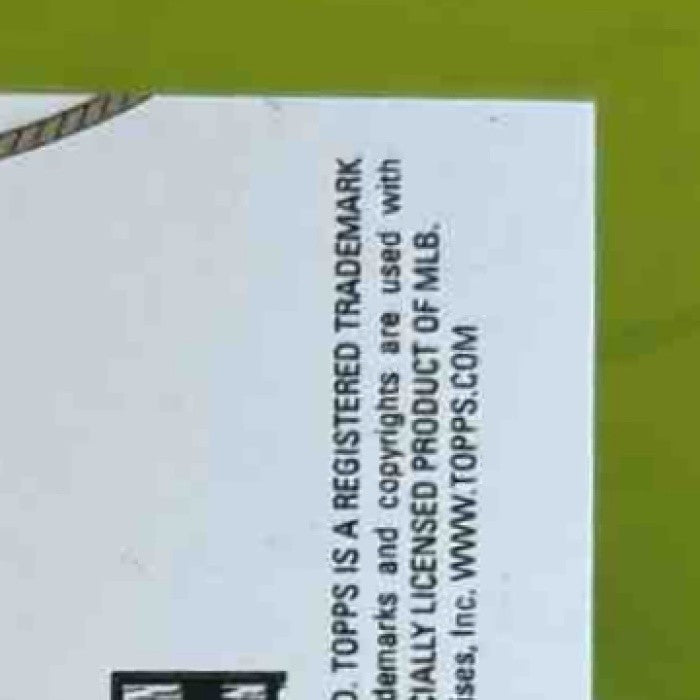 . TOPPS IS A REGISTERED TRADEMARK
demarks and copyrights are used with
CIALLY LICENSED PRODUCT OF MLB.
ses, Inc. WWW.TOPPS.COM